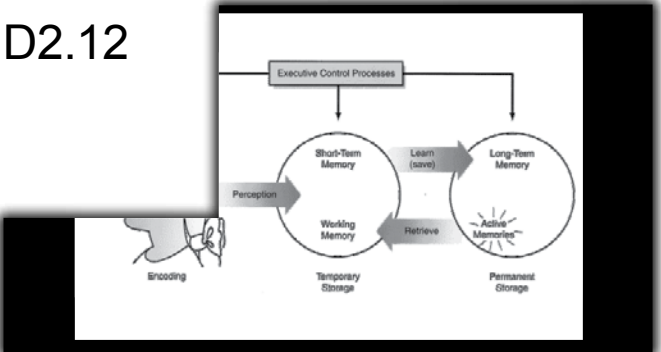 D2.12
Executive Control Processes
Short-Term
Memory
Learn
(save)
Long-Term
Memory
Perception
Working
Memory
Retrieve
Active
Memories
Encoding
Temporary
Storage
Permanent
Storage